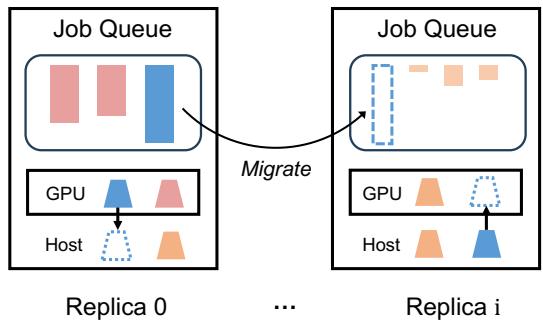 Job Queue
Job Queue
Migrate
GPU
GPU
Host
Host
Replica 0
...
Replica i